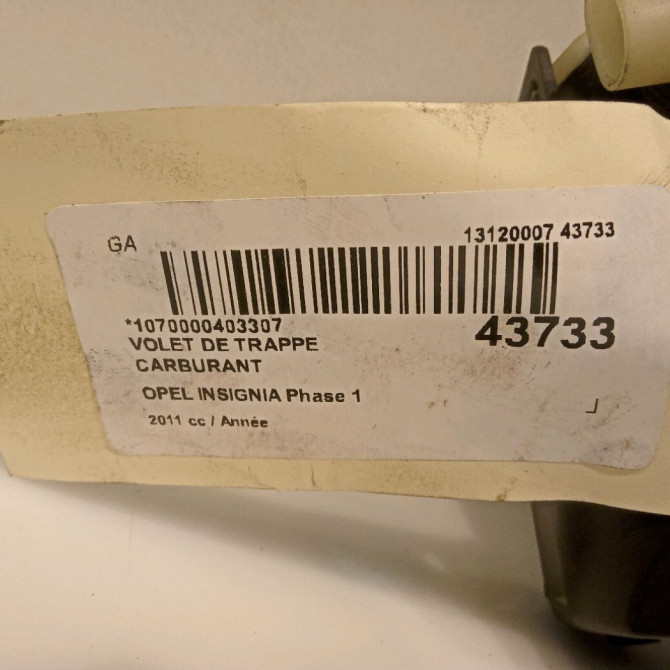 GA
13120007 43733
*1070000403307
43733
VOLET DE TRAPPE
CARBURANT
OPEL INSIGNIA Phase 1
2011 cc / Année